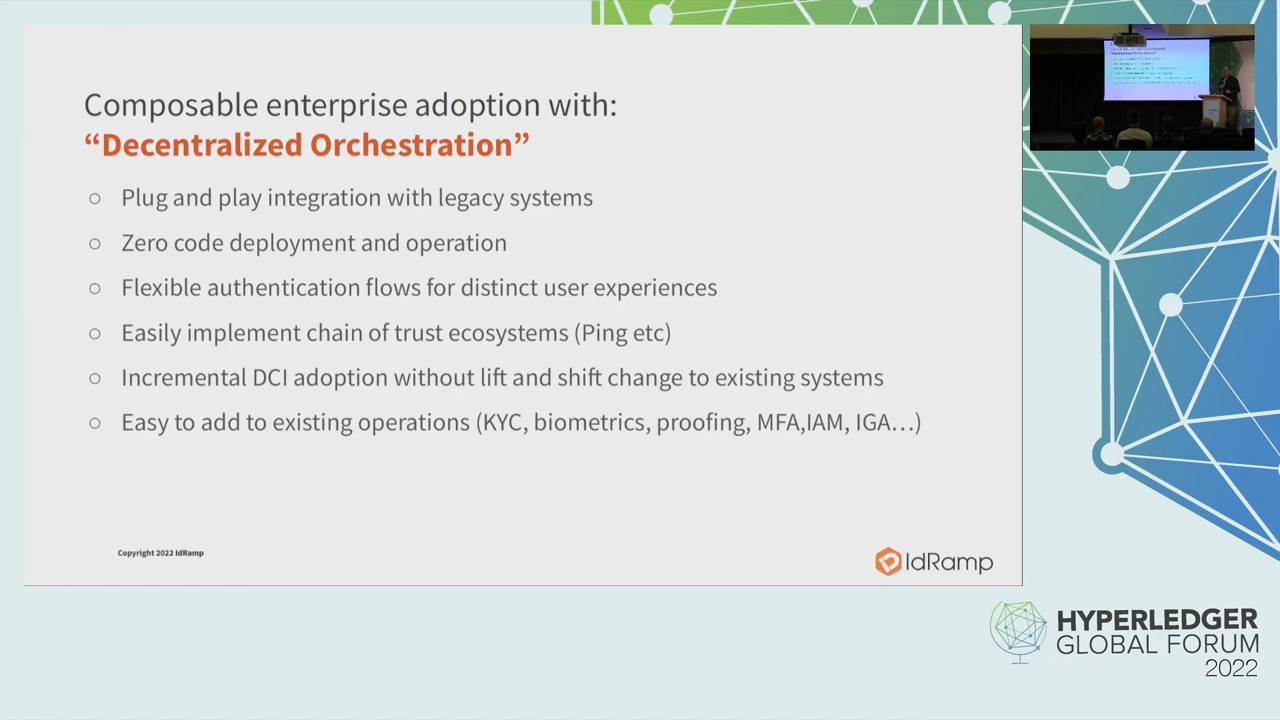 Composable enterprise adoption with:
“Decentralized Orchestration”
○ Plug and play integration with legacy systems
○ Zero code deployment and operation
○ Flexible authentication flows for distinct user experiences
○ Easily implement chain of trust ecosystems (Ping etc)
○ Incremental DCI adoption without lift and shift change to existing systems
○ Easy to add to existing operations (KYC, biometrics, proofing, MFA,IAM, IGA…)
Copyright 2022 IdRamp
IdRamp
HYPERLEDGER
GLOBAL FORUM
2022